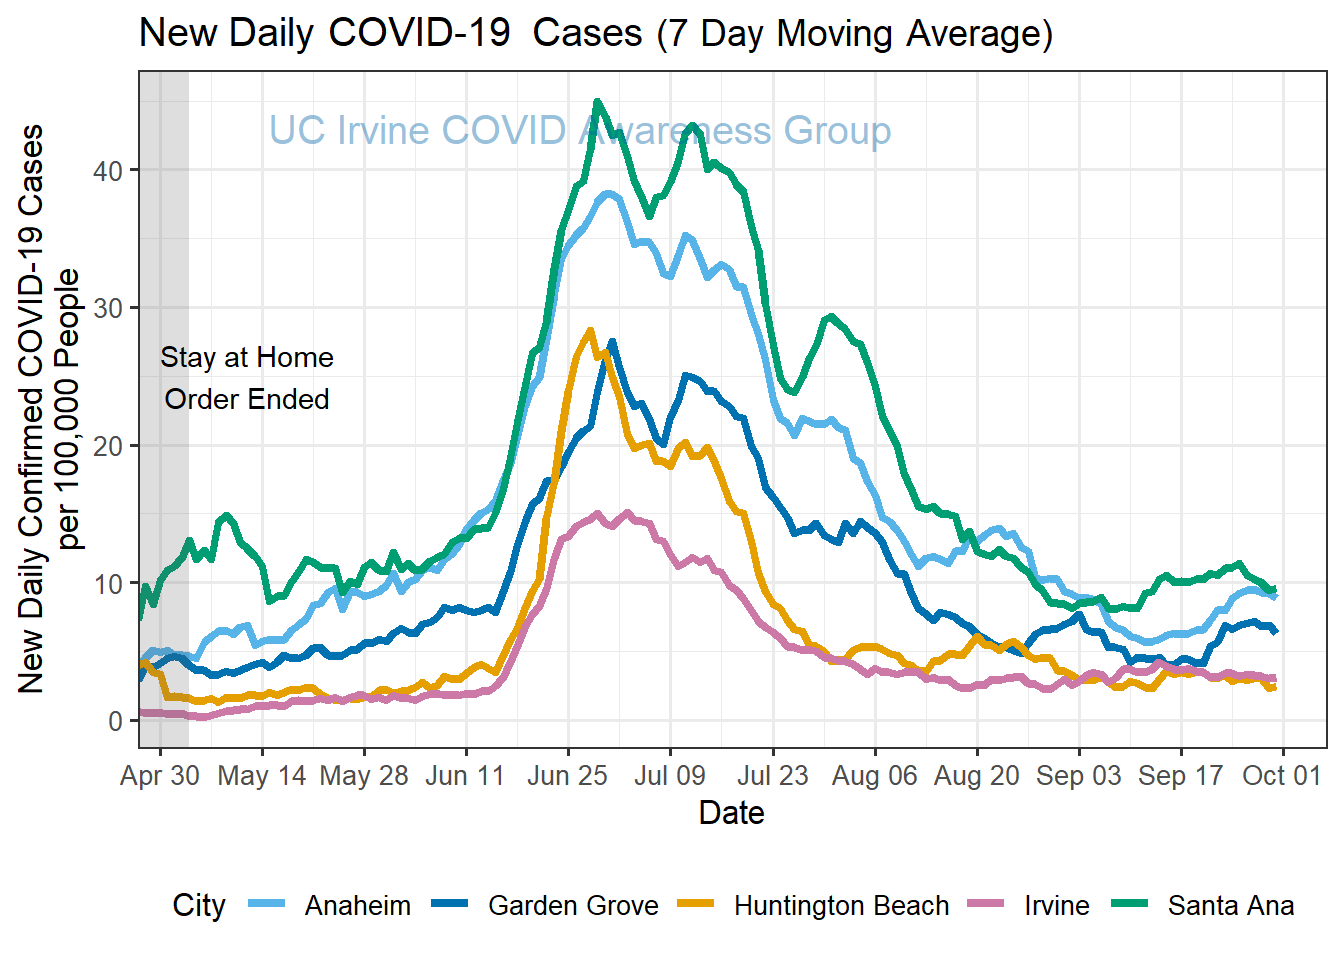 New Daily COVID-19 Cases (7 Day Moving Average)
UC Irvine COVID Awareness Group
New Daily Confirmed COVID-19 Cases
per 100,000 People
40
30
20
10
0
Stay at Home
Order Ended
Apr 30 May 14 May 28 Jun 11 Jun 25 Jul 09 Jul 23 Aug 06 Aug 20 Sep 03 Sep 17 Oct 01
Date
City Anaheim Garden Grove Huntington Beach Irvine Santa Ana